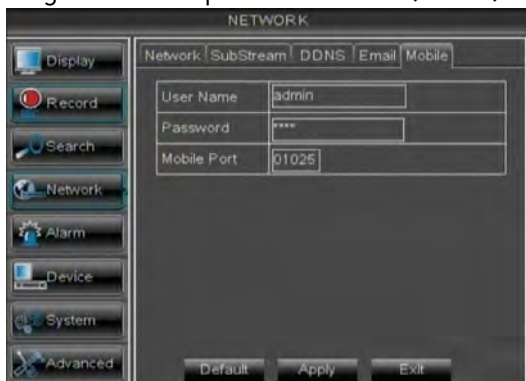 NETWORK
Display
Record
Search
Network
Alarm
Device
System
Advanced
Network SubStream DDNS Email Mobile
User Name admin
Password ****
Mobile Port 01025
Default Apply Exit